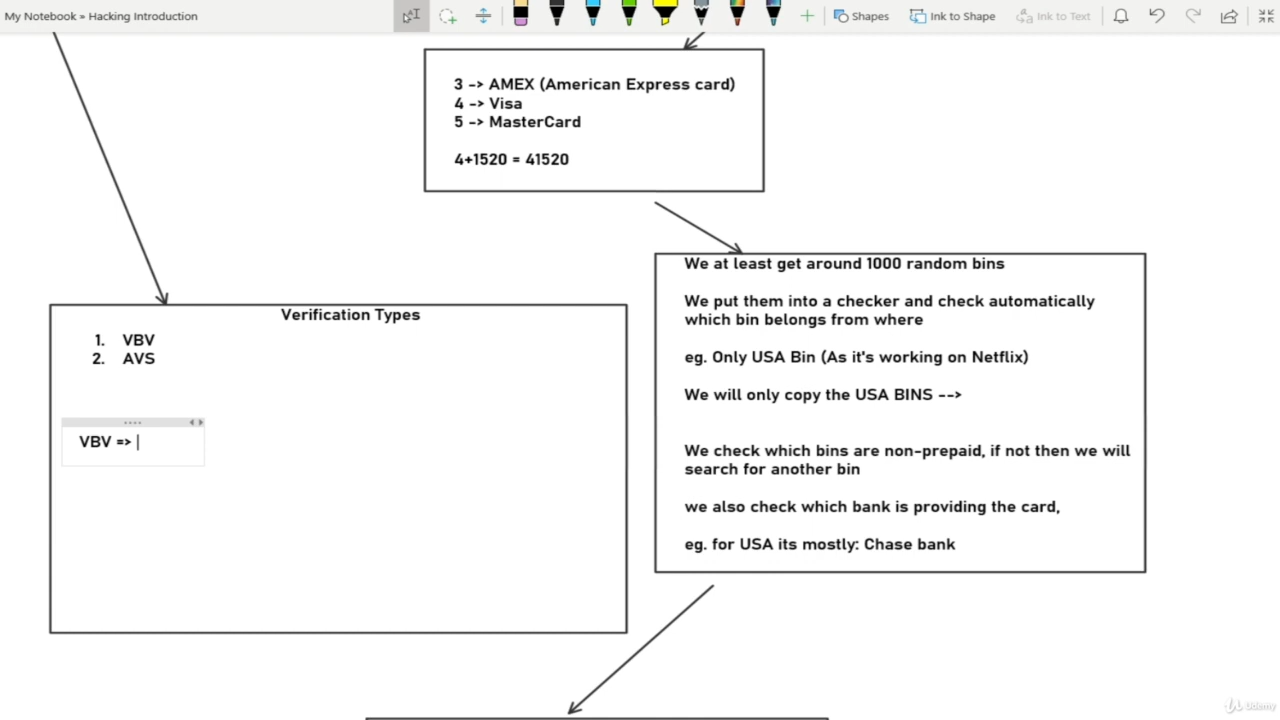 My Notebook » Hacking Introduction
Shapes
Ink to Shape
Ink to Text
3 -> AMEX (American Express card)
4 -> Visa
5 -> MasterCard
4+1520 = 41520
We at least get around 1000 random bins
We put them into a checker and check automatically
which bin belongs from where
eg. Only USA Bin (As it's working on Netflix)
We will only copy the USA BINS -->
We check which bins are non-prepaid, if not then we will
search for another bin
we also check which bank is providing the card,
eg. for USA its mostly: Chase bank
Verification Types
1. VBV
2. AVS
VBV =>
Udemy